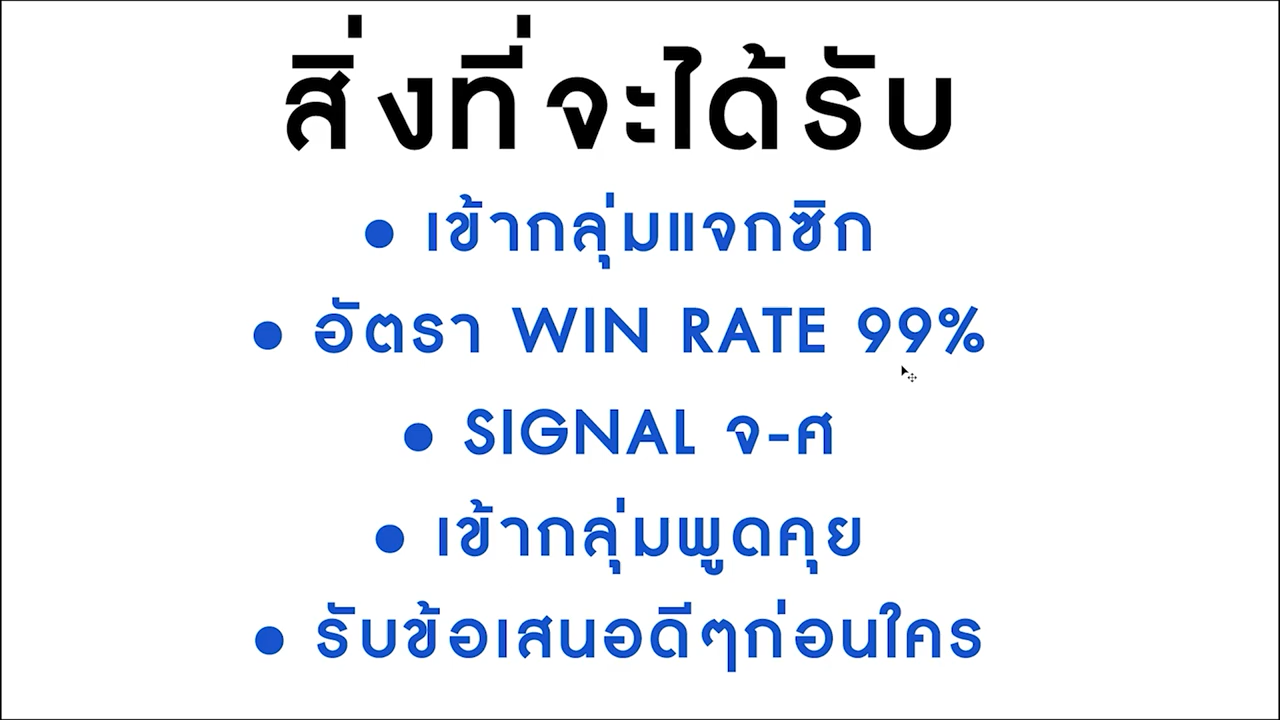 สิ่งที่จะได้รับ
• เข้ากลุ่มแจกซิก
• อัตรา WIN RATE 99%
• SIGNAL จ-ศ
• เข้ากลุ่มพูดคุย
• รับข้อเสนอดีๆก่อนใคร